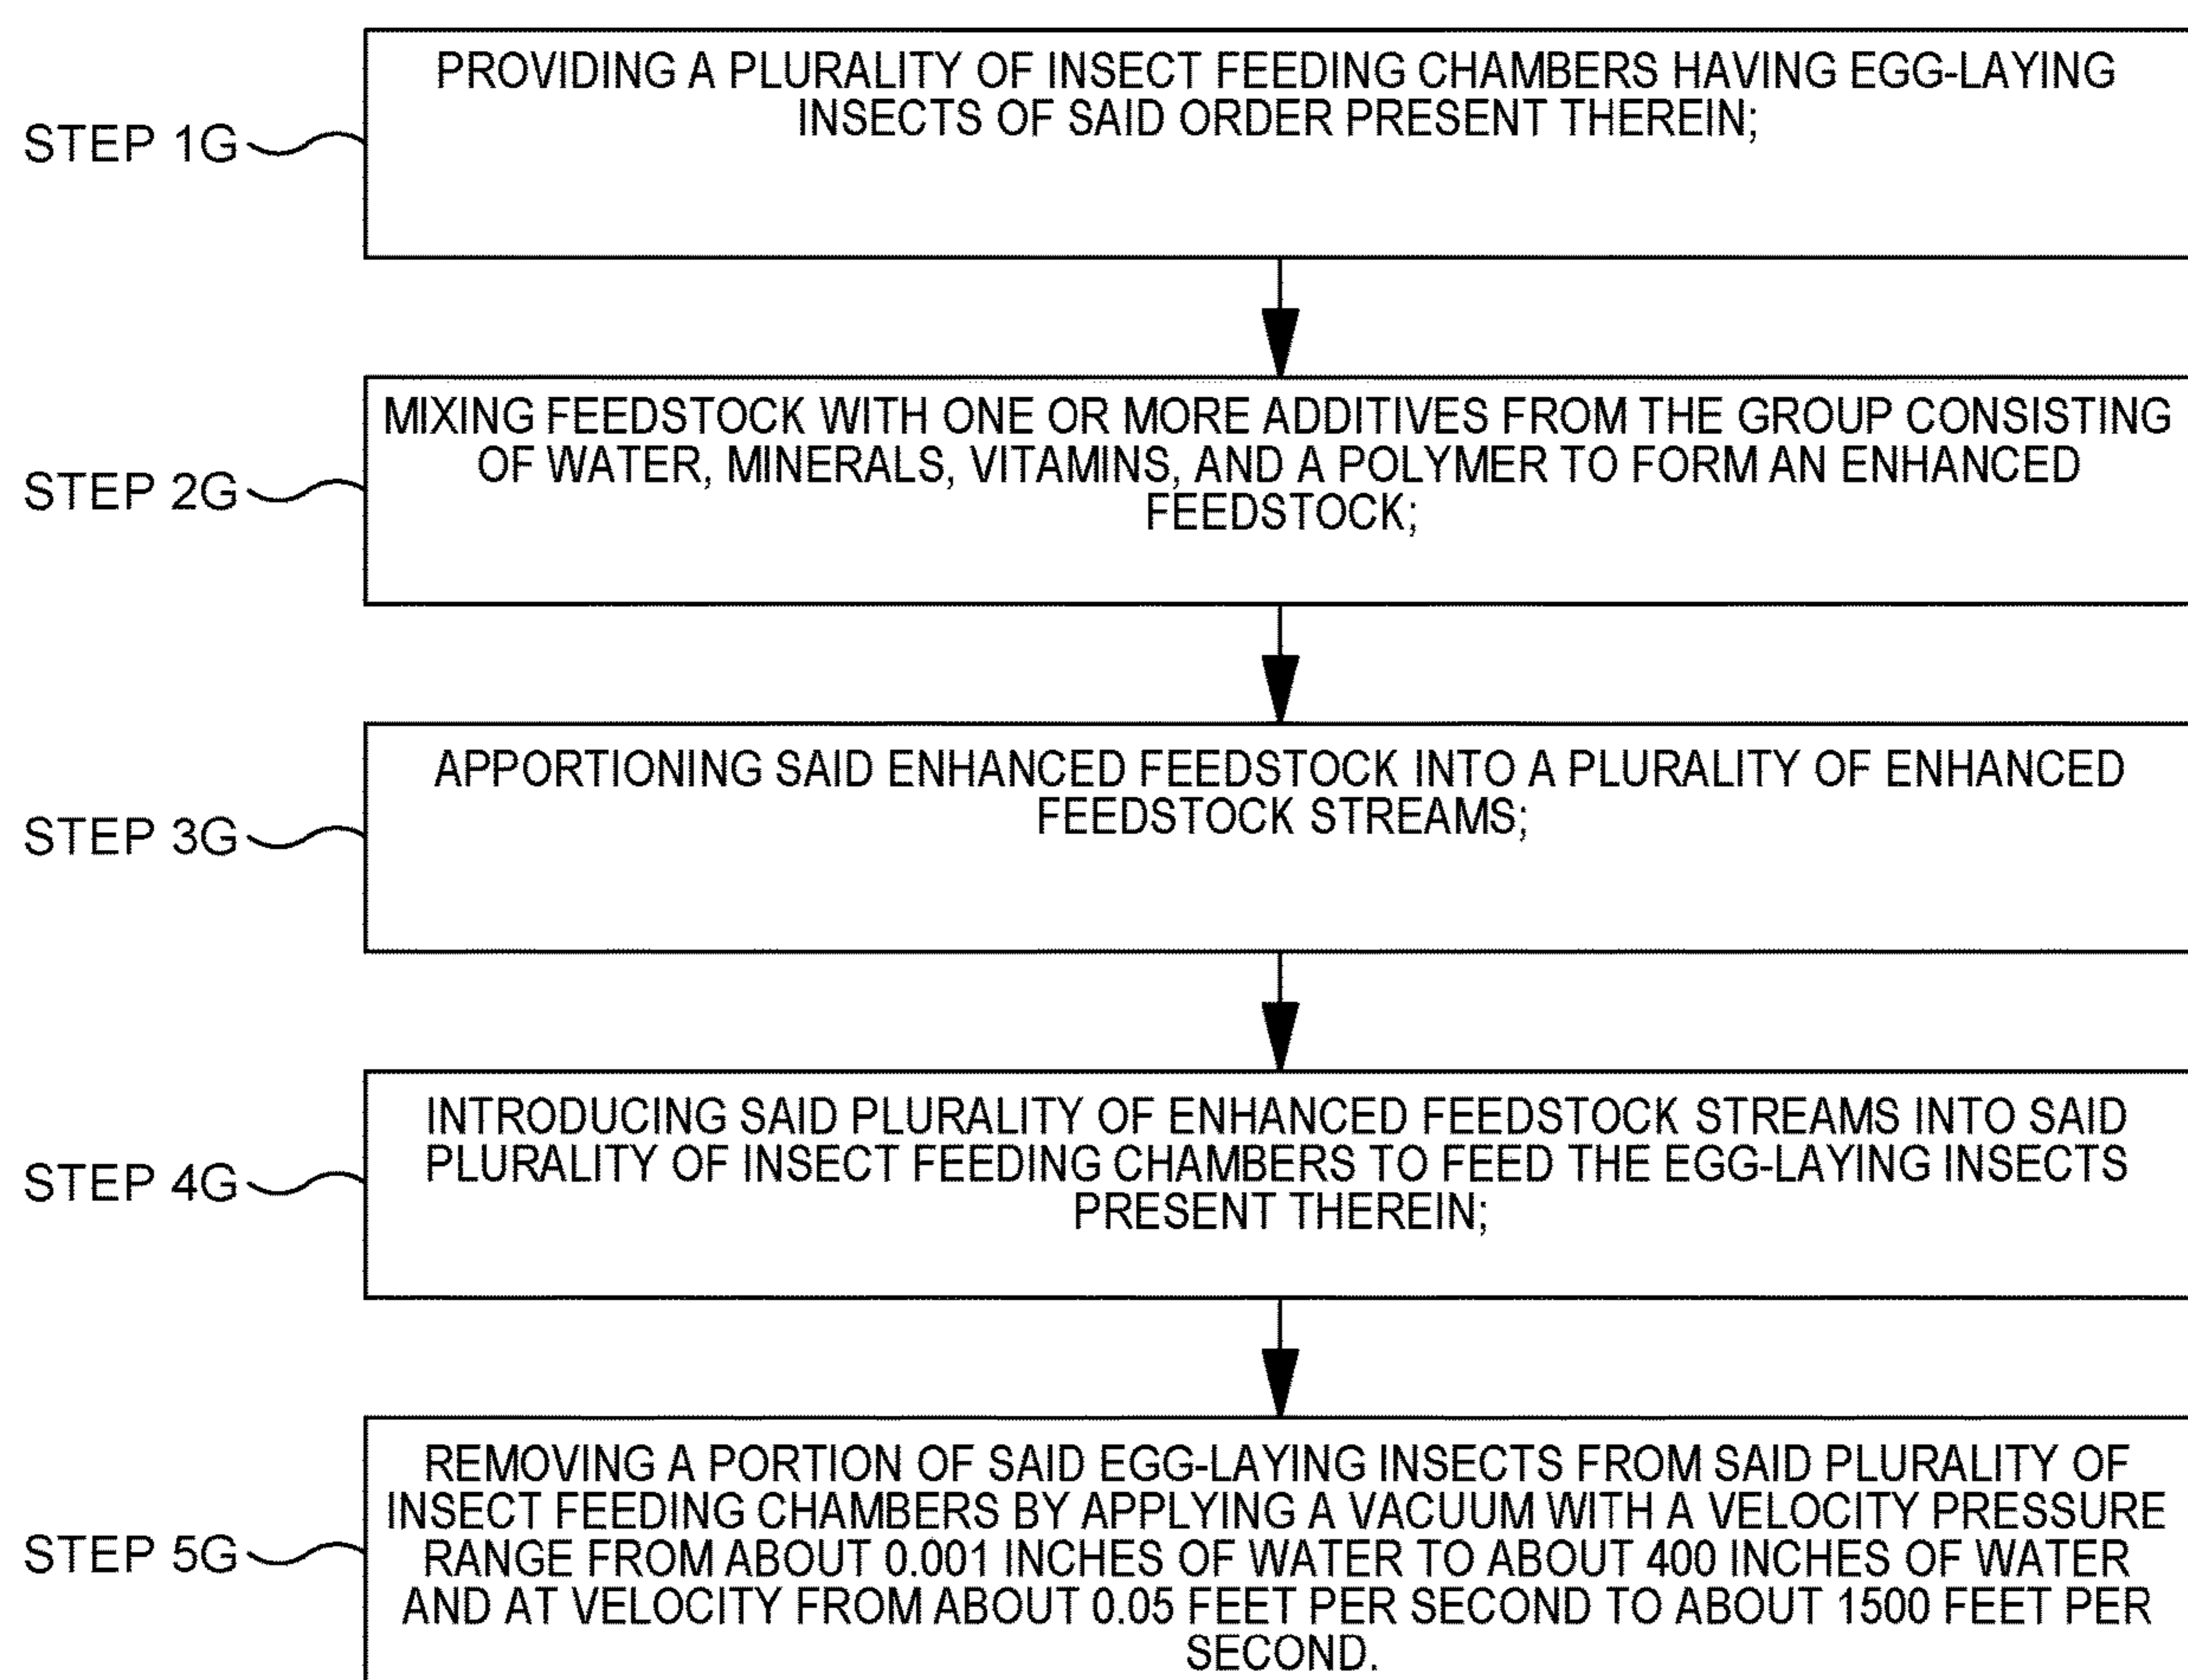 PROVIDING A PLURALITY OF INSECT FEEDING CHAMBERS HAVING EGG-LAYING
INSECTS OF SAID ORDER PRESENT THEREIN;
STEP 1G
MIXING FEEDSTOCK WITH ONE OR MORE ADDITIVES FROM THE GROUP CONSISTING
OF WATER, MINERALS, VITAMINS, AND A POLYMER TO FORM AN ENHANCED
FEEDSTOCK;
STEP 2G
APPORTIONING SAID ENHANCED FEEDSTOCK INTO A PLURALITY OF ENHANCED
FEEDSTOCK STREAMS;
STEP 3G
INTRODUCING SAID PLURALITY OF ENHANCED FEEDSTOCK STREAMS INTO SAID
PLURALITY OF INSECT FEEDING CHAMBERS TO FEED THE EGG-LAYING INSECTS
PRESENT THEREIN;
STEP 4G
REMOVING A PORTION OF SAID EGG-LAYING INSECTS FROM SAID PLURALITY OF
INSECT FEEDING CHAMBERS BY APPLYING A VACUUM WITH A VELOCITY PRESSURE
RANGE FROM ABOUT 0.001 INCHES OF WATER TO ABOUT 400 INCHES OF WATER
AND AT VELOCITY FROM ABOUT 0.05 FEET PER SECOND TO ABOUT 1500 FEET PER
SECOND.
STEP 5G